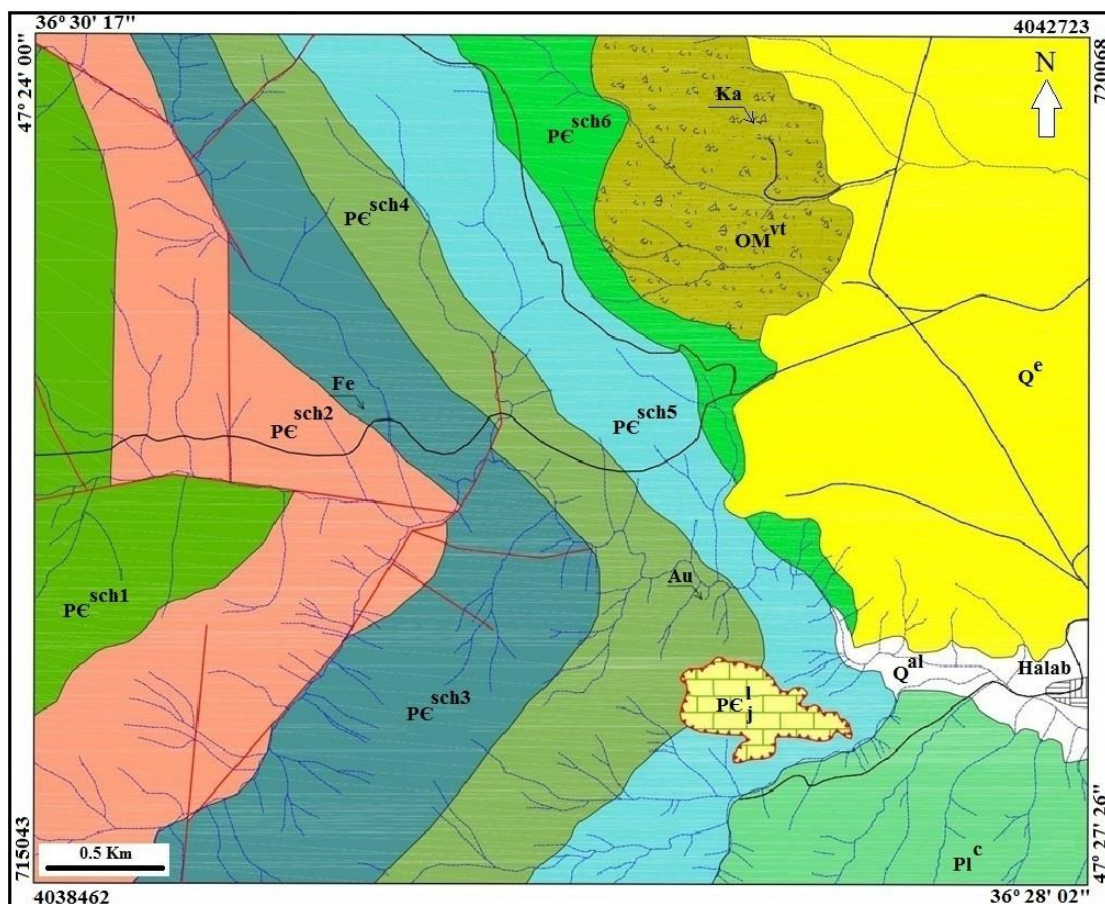 36° 30' 17"
4042723
47° 24' 00"
720068
N
Ka
PЄsch6
PЄsch4
OMvt
Qe
Fe
PЄsch2
PЄsch5
Au
PЄsch1
Qal
Halab
PЄlj
PЄsch3
715043
47° 27' 26"
0.5 Km
Plc
4038462
36° 28' 02"